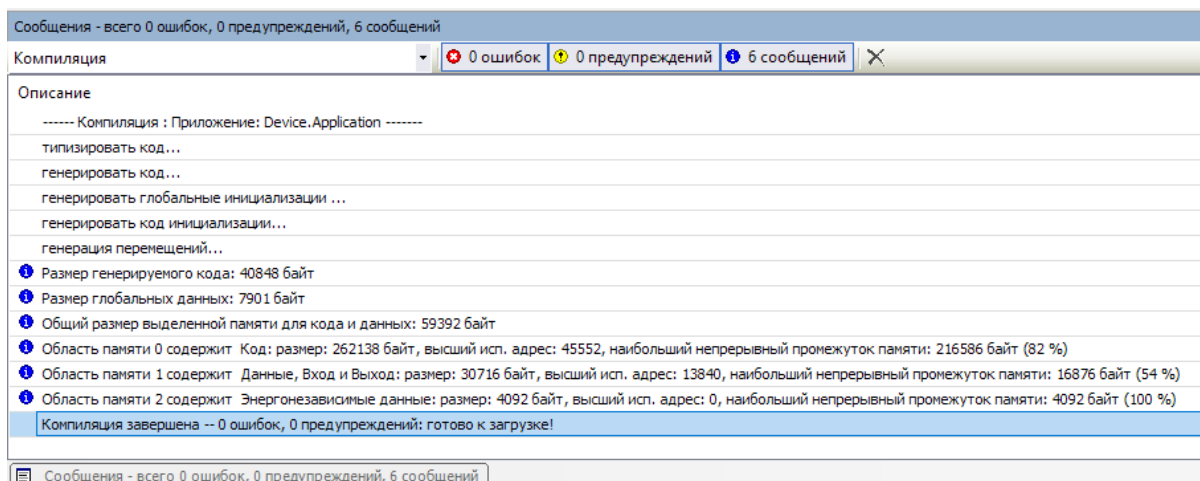 Сообщения - всего 0 ошибок, 0 предупреждений, 6 сообщений
Компиляция 0 ошибок 0 предупреждений 6 сообщений
Описание
------ Компиляция : Приложение: Device.Application -------
типизировать код...
генерировать код...
генерировать глобальные инициализации ...
генерировать код инициализации...
генерация перемещений...
Размер генерируемого кода: 40848 байт
Размер глобальных данных: 7901 байт
Общий размер выделенной памяти для кода и данных: 59392 байт
Область памяти 0 содержит Код: размер: 262138 байт, высший исп. адрес: 45552, наибольший непрерывный промежуток памяти: 216586 байт (82 %)
Область памяти 1 содержит Данные, Вход и Выход: размер: 30716 байт, высший исп. адрес: 13840, наибольший непрерывный промежуток памяти: 16876 байт (54 %)
Область памяти 2 содержит Энергонезависимые данные: размер: 4092 байт, высший исп. адрес: 0, наибольший непрерывный промежуток памяти: 4092 байт (100 %)
Компиляция завершена -- 0 ошибок, 0 предупреждений: готово к загрузке!
Сообщения - всего 0 ошибок, 0 предупреждений, 6 сообщений